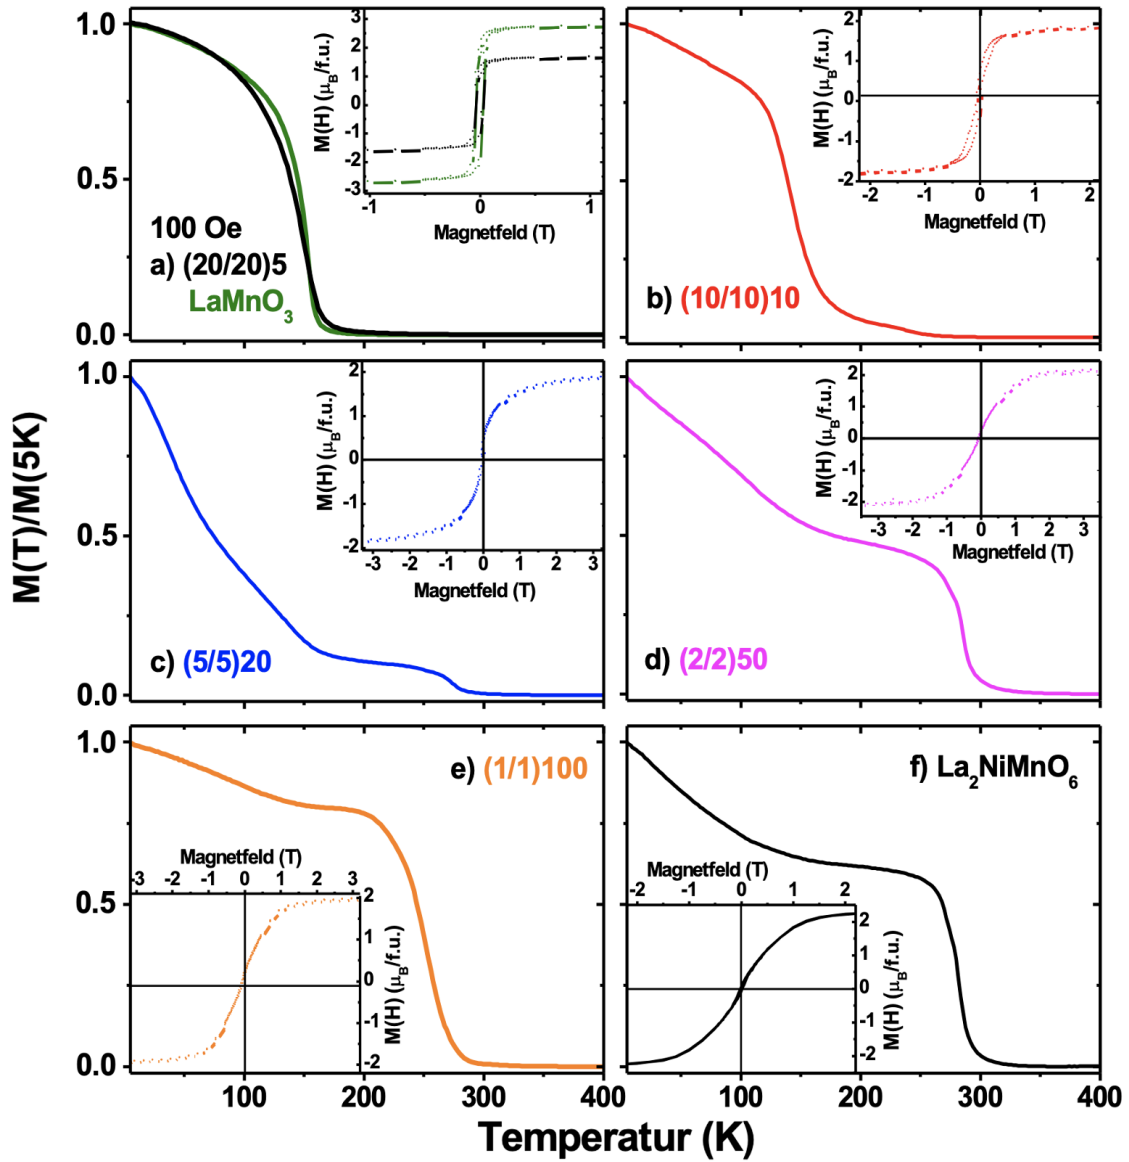 M(T)/M(5K)
1.0
0.5
0.0
100 Oe
a) (20/20)5
LaMnO3
M(H) (μB/f.u.)
3
2
1
0
-1
-2
-3
-1 0 1
Magnetfeld (T)
b) (10/10)10
M(H) (μB/f.u.)
2
1
0
-1
-2
-2 -1 0 1 2
Magnetfeld (T)
1.0
0.5
0.0
c) (5/5)20
M(H) (μB/f.u.)
2
1
0
-1
-2
-3 -2 -1 0 1 2 3
Magnetfeld (T)
d) (2/2)50
M(H) (μB/f.u.)
2
1
0
-1
-2
-3 -2 -1 0 1 2 3
Magnetfeld (T)
1.0
0.5
0.0
e) (1/1)100
Magnetfeld (T)
-3 -2 -1 0 1 2 3
2
1
0
-1
-2
M(H) (μB/f.u.)
100 200 300 400
f) La2NiMnO6
Magnetfeld (T)
-2 -1 0 1 2
2
1
0
-1
-2
M(H) (μB/f.u.)
100 200 300 400
Temperatur (K)